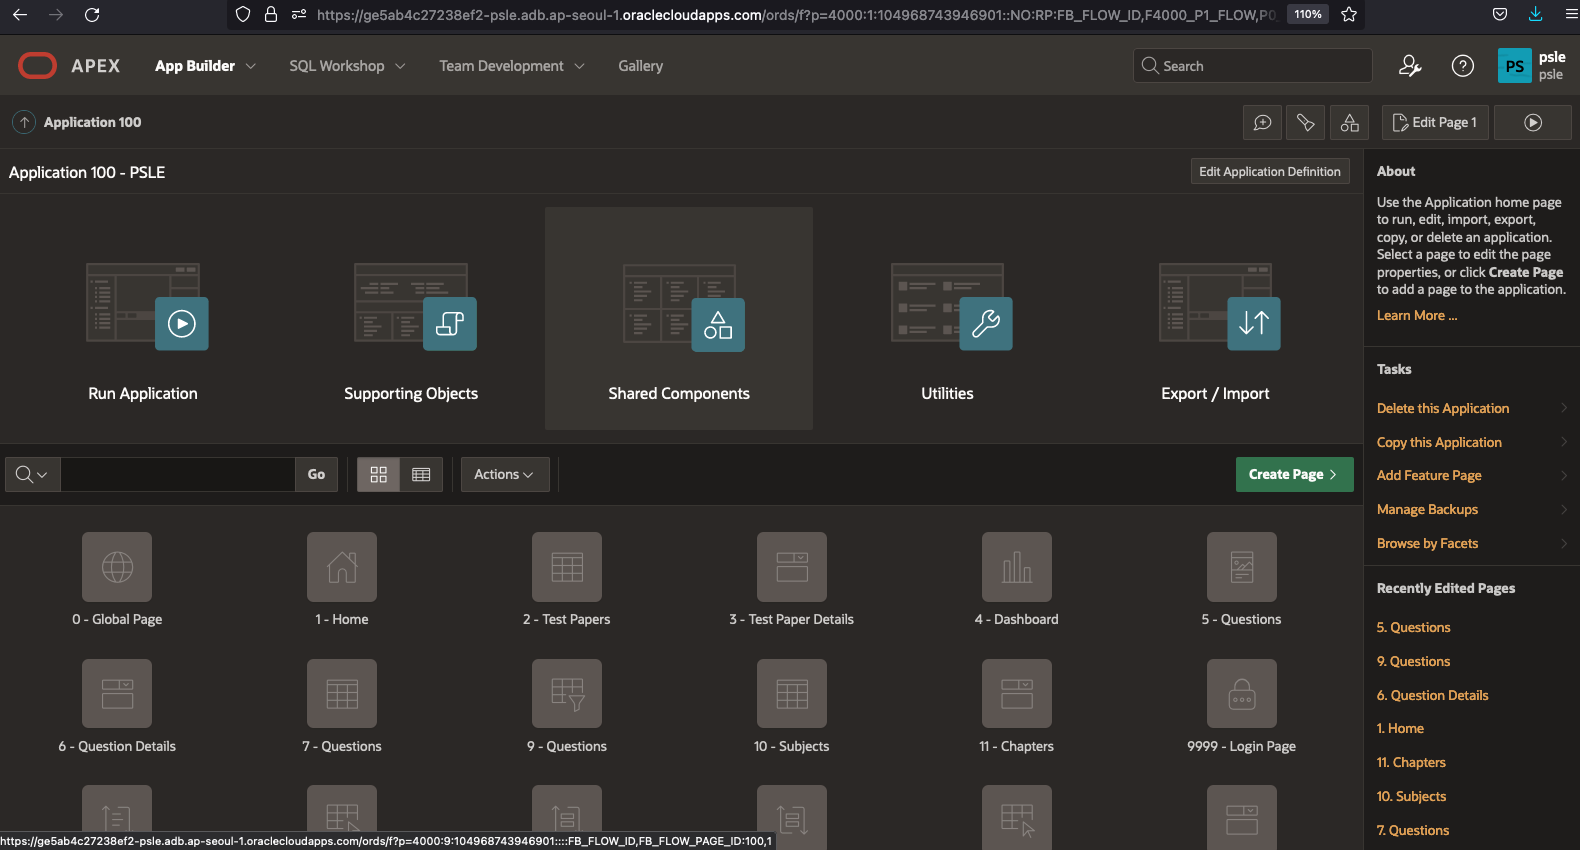 https://ge5ab4c27238ef2-psle.adb.ap-seoul-1.oraclecloudapps.com/ords/f?p=4000:1:104968743946901::NO:RP:FB_FLOW_ID,F4000_P1_FLOW,P0_
110%
APEX
App Builder
SQL Workshop
Team Development
Gallery
Search
PS
psle
psle
Application 100
Edit Page 1
Application 100 - PSLE
Edit Application Definition
Run Application
Supporting Objects
Shared Components
Utilities
Export / Import
Go
Actions
Create Page
0 - Global Page
1 - Home
2 - Test Papers
3 - Test Paper Details
4 - Dashboard
5 - Questions
6 - Question Details
7 - Questions
9 - Questions
10 - Subjects
11 - Chapters
9999 - Login Page
About
Use the Application home page
to run, edit, import, export,
copy, or delete an application.
Select a page to edit the page
properties, or click Create Page
to add a page to the application.
Learn More ...
Tasks
Delete this Application
Copy this Application
Add Feature Page
Manage Backups
Browse by Facets
Recently Edited Pages
5. Questions
9. Questions
6. Question Details
1. Home
11. Chapters
10. Subjects
7. Questions
https://ge5ab4c27238ef2-psle.adb.ap-seoul-1.oraclecloudapps.com/ords/f?p=4000:9:104968743946901::::FB_FLOW_ID,FB_FLOW_PAGE_ID:100,1